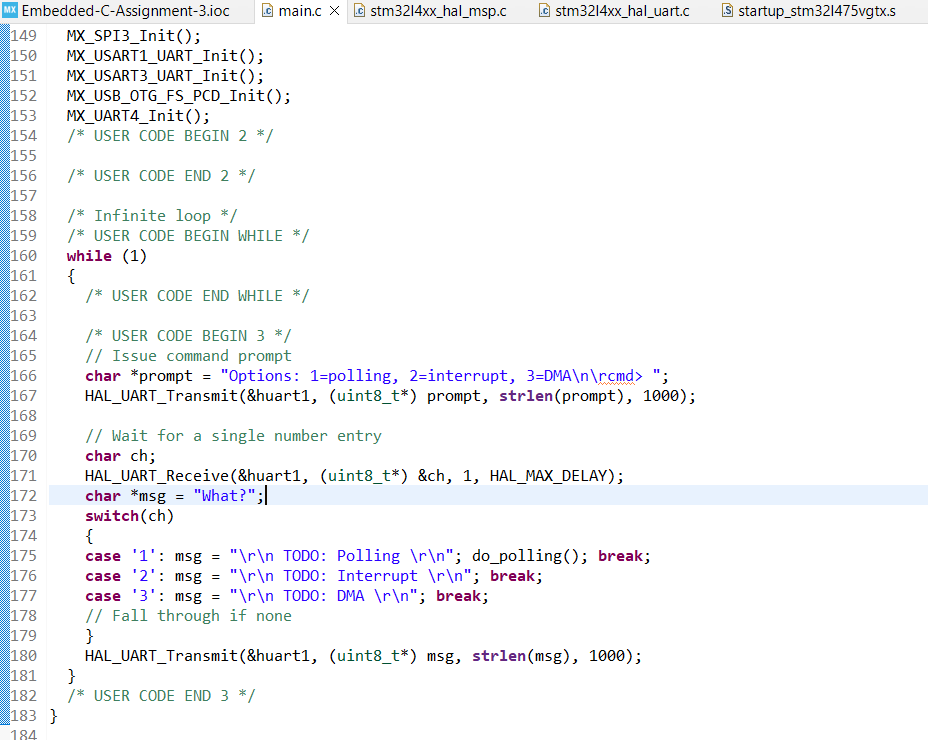 MX Embedded-C-Assignment-3.ioc .c main.c .c stm32l4xx_hal_msp.c .c stm32l4xx_hal_uart.c .S startup_stm32l475vgtx.s
149 MX_SPI3_Init();
150 MX_USART1_UART_Init();
151 MX_USART3_UART_Init();
152 MX_USB_OTG_FS_PCD_Init();
153 MX_UART4_Init();
154 /* USER CODE BEGIN 2 */
155
156 /* USER CODE END 2 */
157
158 /* Infinite loop */
159 /* USER CODE BEGIN WHILE */
160 while (1)
161 {
162 /* USER CODE END WHILE */
163
164 /* USER CODE BEGIN 3 */
165 // Issue command prompt
166 char *prompt = "Options: 1=polling, 2=interrupt, 3=DMA\n\rcmd> ";
167 HAL_UART_Transmit(&huart1, (uint8_t*) prompt, strlen(prompt), 1000);
168
169 // Wait for a single number entry
170 char ch;
171 HAL_UART_Receive(&huart1, (uint8_t*) &ch, 1, HAL_MAX_DELAY);
172 char *msg = "What?";
173 switch(ch)
174 {
175 case '1': msg = "\r\n TODO: Polling \r\n"; do_polling(); break;
176 case '2': msg = "\r\n TODO: Interrupt \r\n"; break;
177 case '3': msg = "\r\n TODO: DMA \r\n"; break;
178 // Fall through if none
179 }
180 HAL_UART_Transmit(&huart1, (uint8_t*) msg, strlen(msg), 1000);
181 }
182 /* USER CODE END 3 */
183 }
184